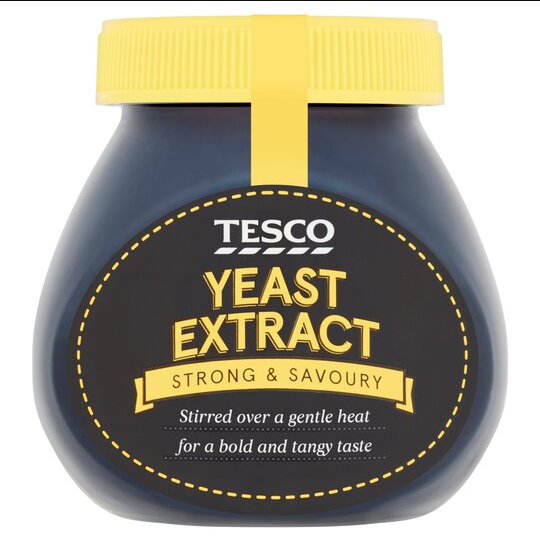 TESCO
YEAST
EXTRACT
STRONG & SAVOURY
Stirred over a gentle heat
for a bold and tangy taste